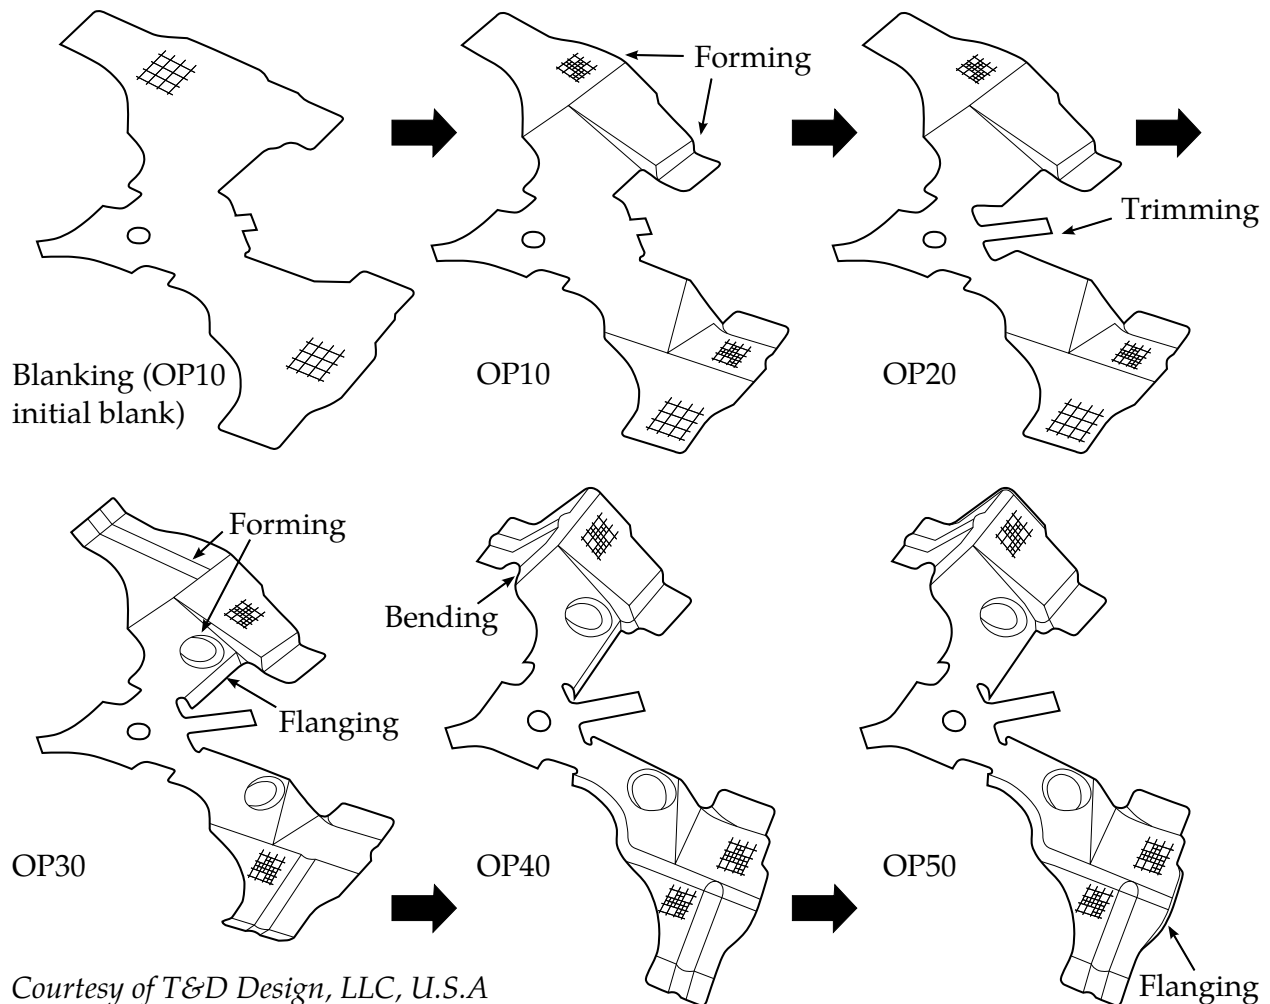 Forming
Trimming
Blanking (OP10
initial blank)
OP10
OP20
Forming
Bending
Flanging
OP30
OP40
OP50
Courtesy of T&D Design, LLC, U.S.A
Flanging